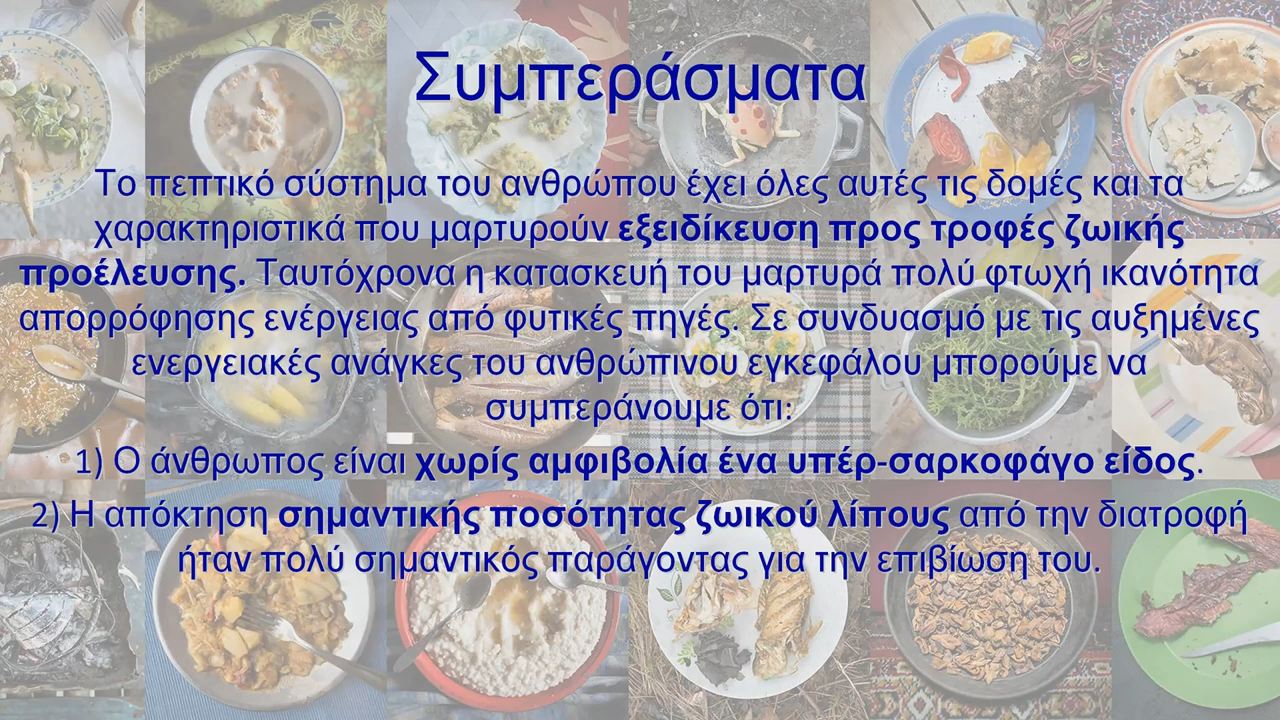 Συμπεράσματα
Το πεπτικό σύστημα του ανθρώπου έχει όλες αυτές τις δομές και τα
χαρακτηριστικά που μαρτυρούν εξειδίκευση προς τροφές ζωικής
προέλευσης. Ταυτόχρονα η κατασκευή του μαρτυρά πολύ φτωχή ικανότητα
απορρόφησης ενέργειας από φυτικές πηγές. Σε συνδυασμό με τις αυξημένες
ενεργειακές ανάγκες του ανθρώπινου εγκεφάλου μπορούμε να
συμπεράνουμε ότι:
1) Ο άνθρωπος είναι χωρίς αμφιβολία ένα υπέρ-σαρκοφάγο είδος.
2) Η απόκτηση σημαντικής ποσότητας ζωικού λίπους από την διατροφή
ήταν πολύ σημαντικός παράγοντας για την επιβίωση του.